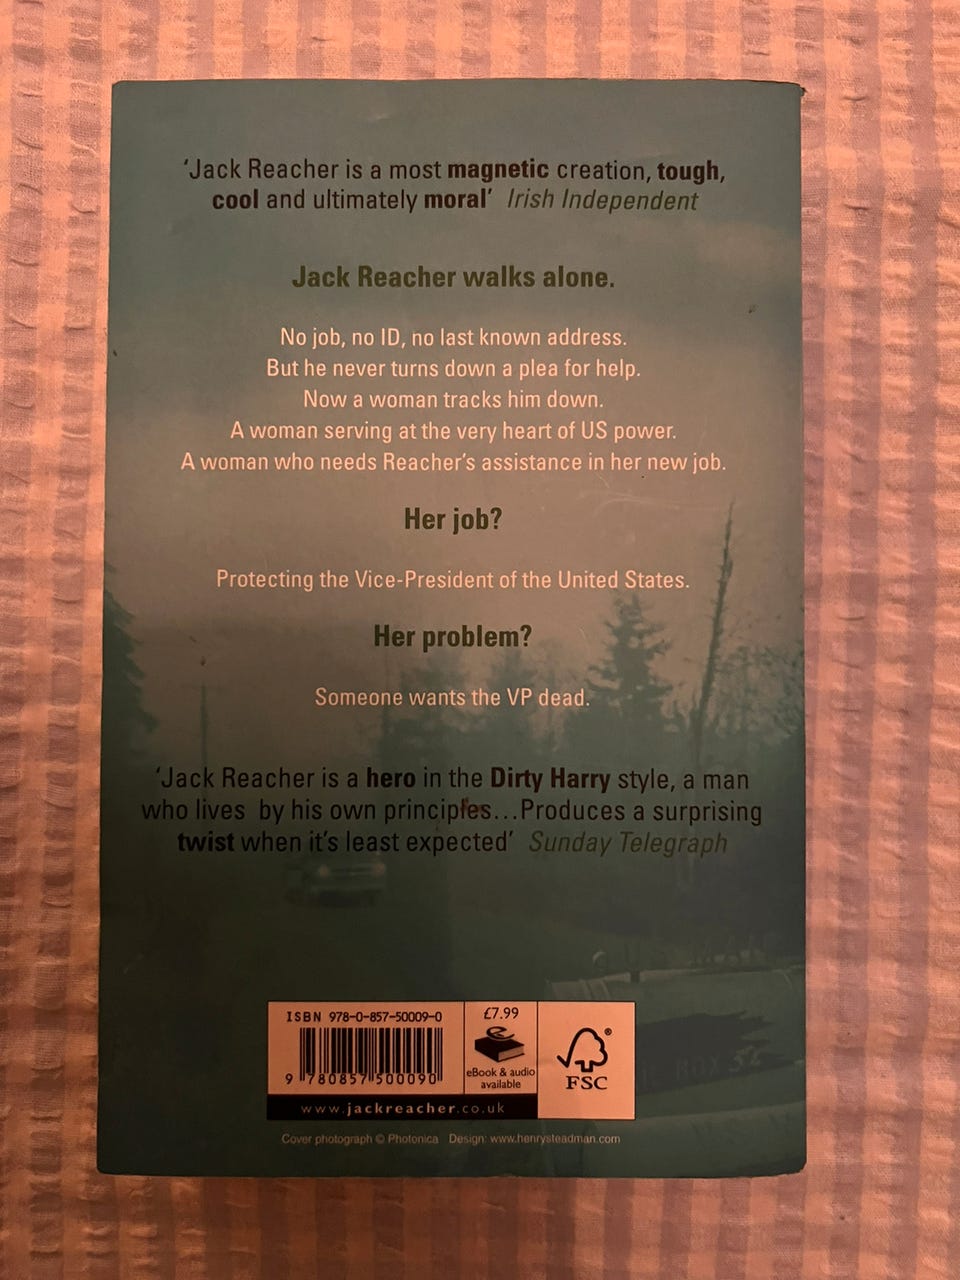 ‘Jack Reacher is a most magnetic creation, tough,
cool and ultimately moral’ Irish Independent
Jack Reacher walks alone.
No job, no ID, no last known address.
But he never turns down a plea for help.
Now a woman tracks him down.
A woman serving at the very heart of US power.
A woman who needs Reacher’s assistance in her new job.
Her job?
Protecting the Vice-President of the United States.
Her problem?
Someone wants the VP dead.
‘Jack Reacher is a hero in the Dirty Harry style, a man
who lives by his own principles...Produces a surprising
twist when it’s least expected’ Sunday Telegraph
ISBN 978-0-857-50009-0
9 780857 500090
£7.99
eBook & audio
available
®
FSC
www.jackreacher.co.uk
BOX 56
Cover photograph © Photonica Design: www.henrysteadman.com